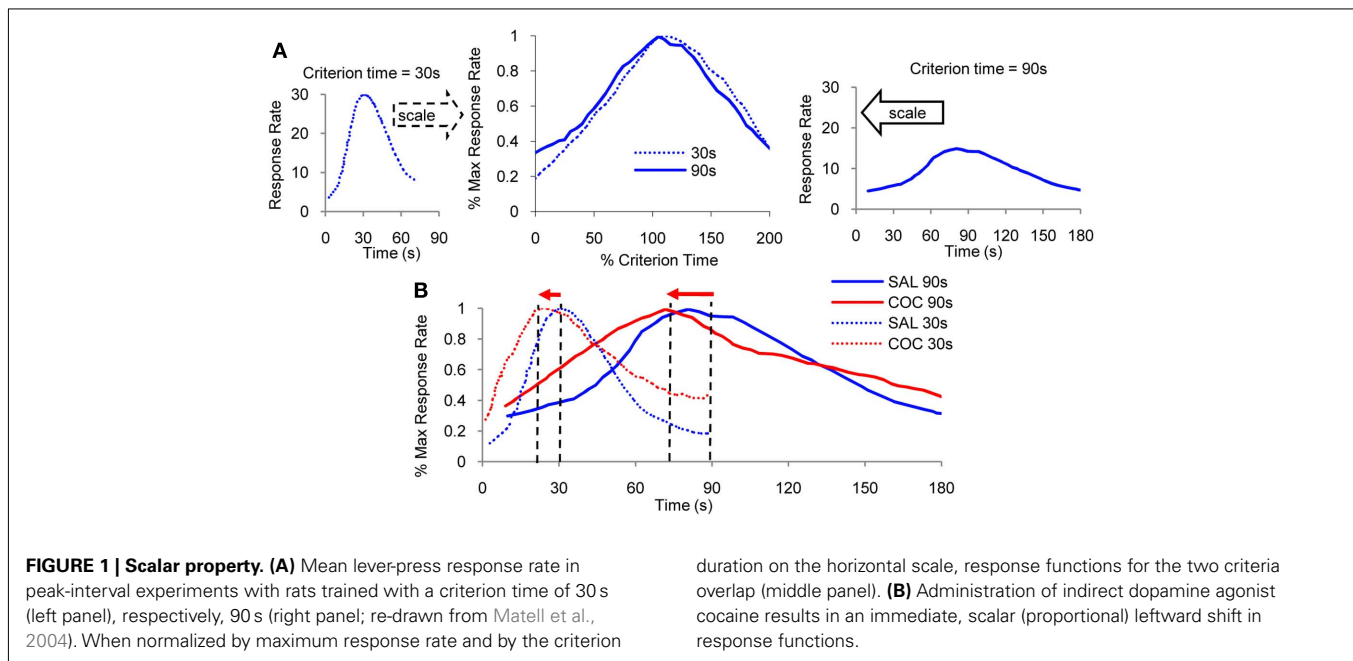 A
Criterion time = 30s
Response Rate
30
20
10
0
0 30 60 90
Time (s)
scale
% Max Response Rate
1
0.8
0.6
0.4
0.2
0
30s
90s
0 50 100 150 200
% Criterion Time
Criterion time = 90s
Response Rate
30
20
10
0
scale
0 30 60 90 120 150 180
Time (s)
B
% Max Response Rate
1
0.8
0.6
0.4
0.2
0
0 30 60 90 120 150 180
Time (s)
SAL 90s
COC 90s
SAL 30s
COC 30s
FIGURE 1 | Scalar property. (A) Mean lever-press response rate in
peak-interval experiments with rats trained with a criterion time of 30 s
(left panel), respectively, 90 s (right panel; re-drawn from Matell et al.,
2004). When normalized by maximum response rate and by the criterion
duration on the horizontal scale, response functions for the two criteria
overlap (middle panel). (B) Administration of indirect dopamine agonist
cocaine results in an immediate, scalar (proportional) leftward shift in
response functions.